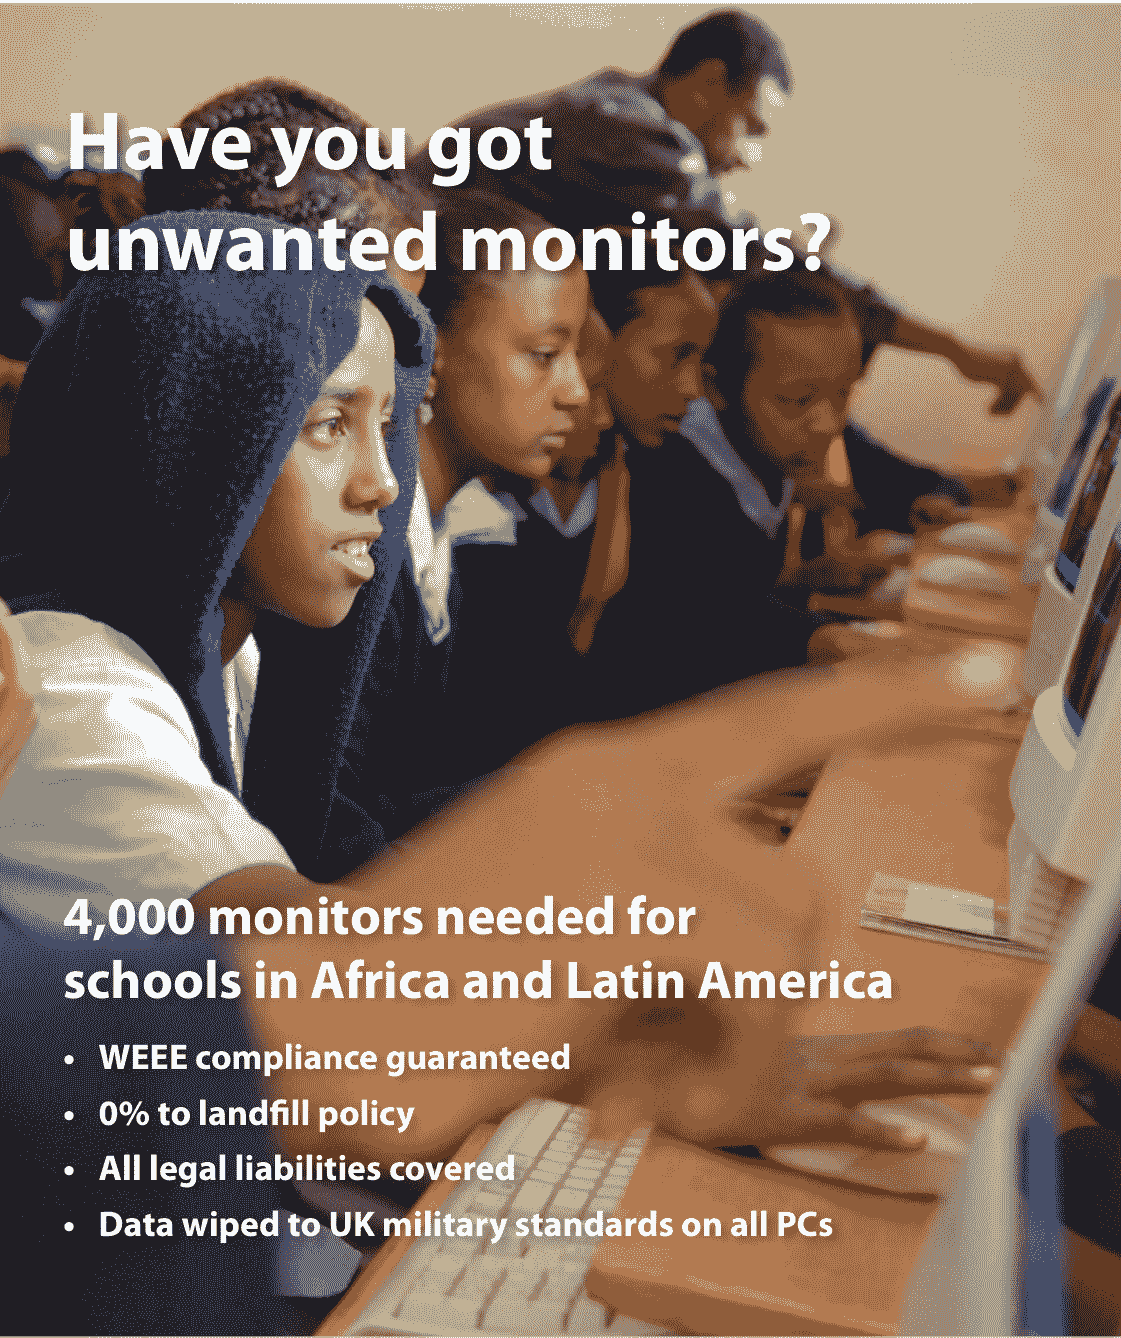 Have you got
unwanted monitors?
4,000 monitors needed for
schools in Africa and Latin America
• WEEE compliance guaranteed
• 0% to landfill policy
• All legal liabilities covered
• Data wiped to UK military standards on all PCs